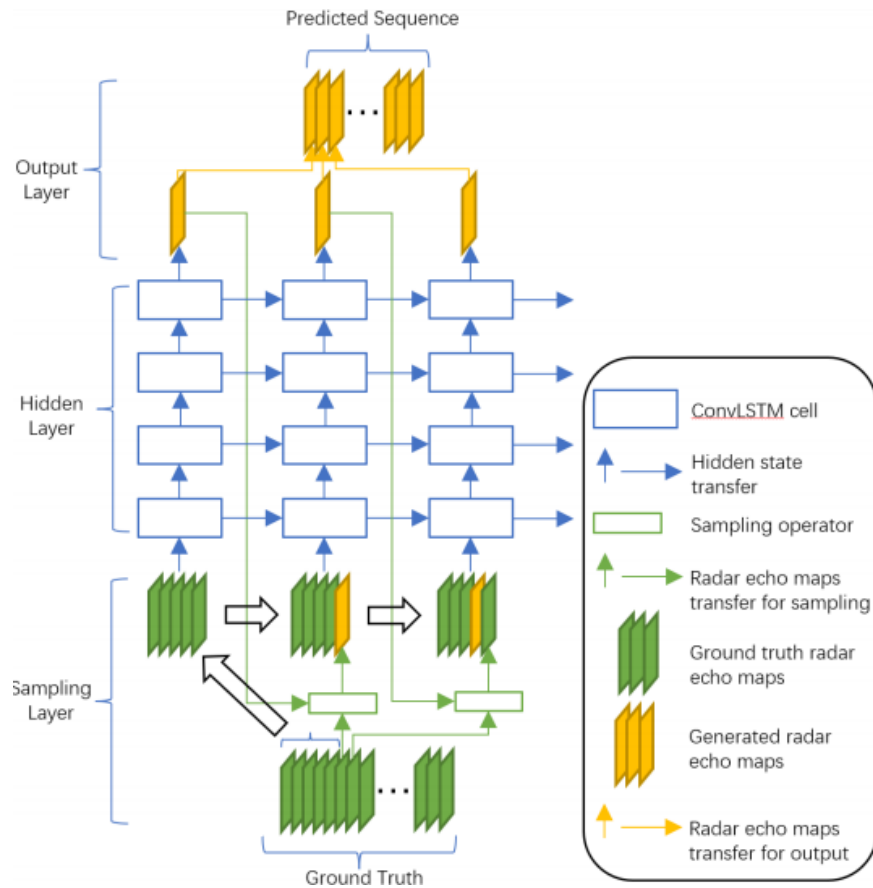 Predicted Sequence
Output
Layer
Hidden
Layer
Sampling
Layer
Ground Truth
ConvLSTM cell
Hidden state
transfer
Sampling operator
Radar echo maps
transfer for sampling
Ground truth radar
echo maps
Generated radar
echo maps
Radar echo maps
transfer for output